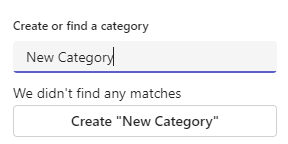 Create or find a category
New Category
We didn't find any matches
Create "New Category"